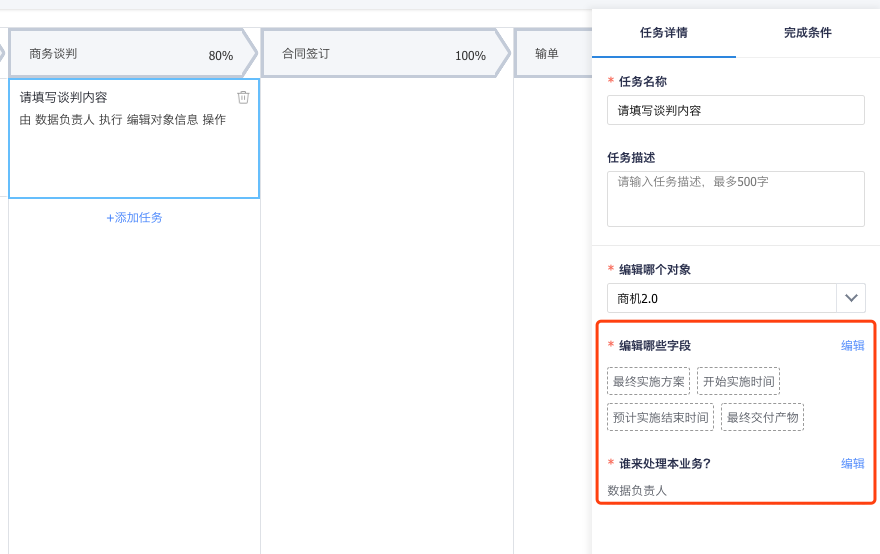 商务谈判
80%
合同签订
100%
输单
请填写谈判内容
由 数据负责人 执行 编辑对象信息 操作
+添加任务
任务详情
完成条件
* 任务名称
请填写谈判内容
任务描述
请输入任务描述，最多500字
* 编辑哪个对象
商机2.0
* 编辑哪些字段
编辑
最终实施方案
开始实施时间
预计实施结束时间
最终交付产物
* 谁来处理本业务?
编辑
数据负责人